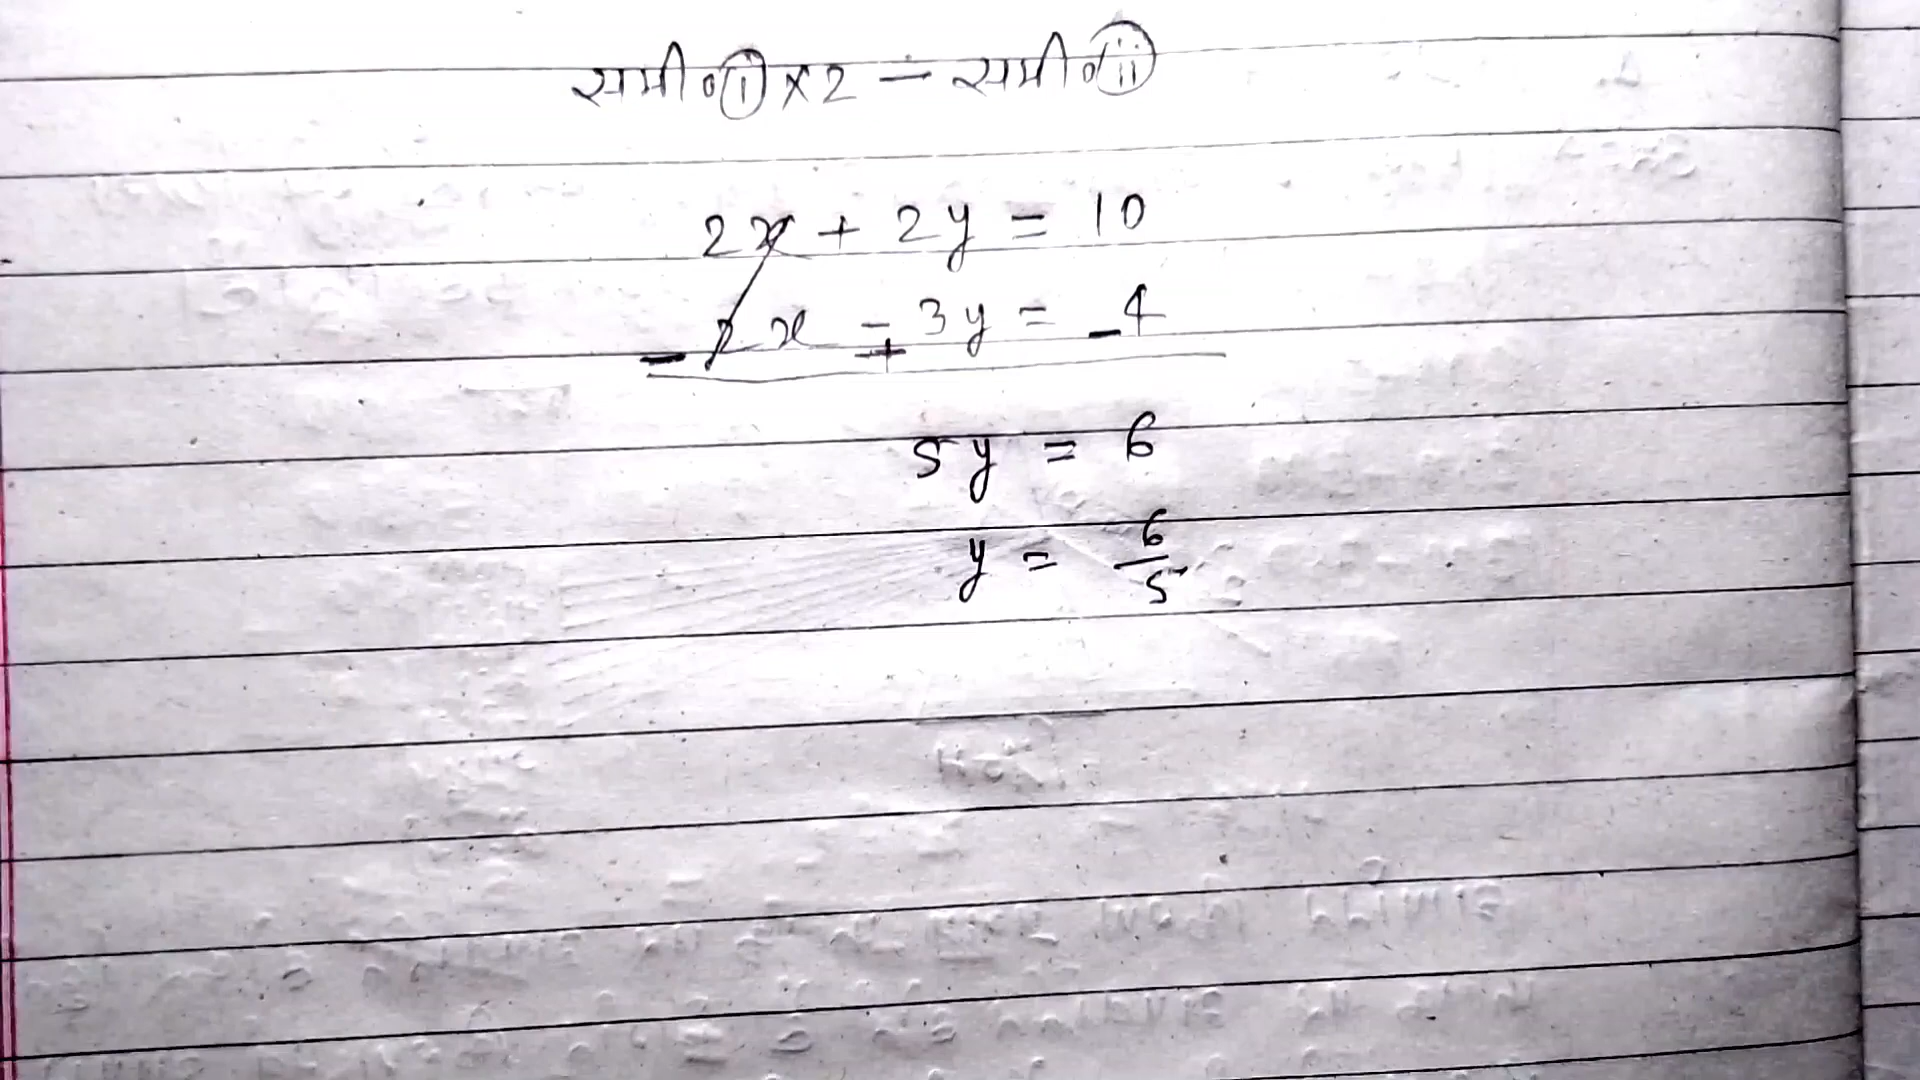 समी० (i) × 2 - समी० (ii)
2x + 2y = 10
2x - 3y = 4
- + -
5y = 6
y = 6/5